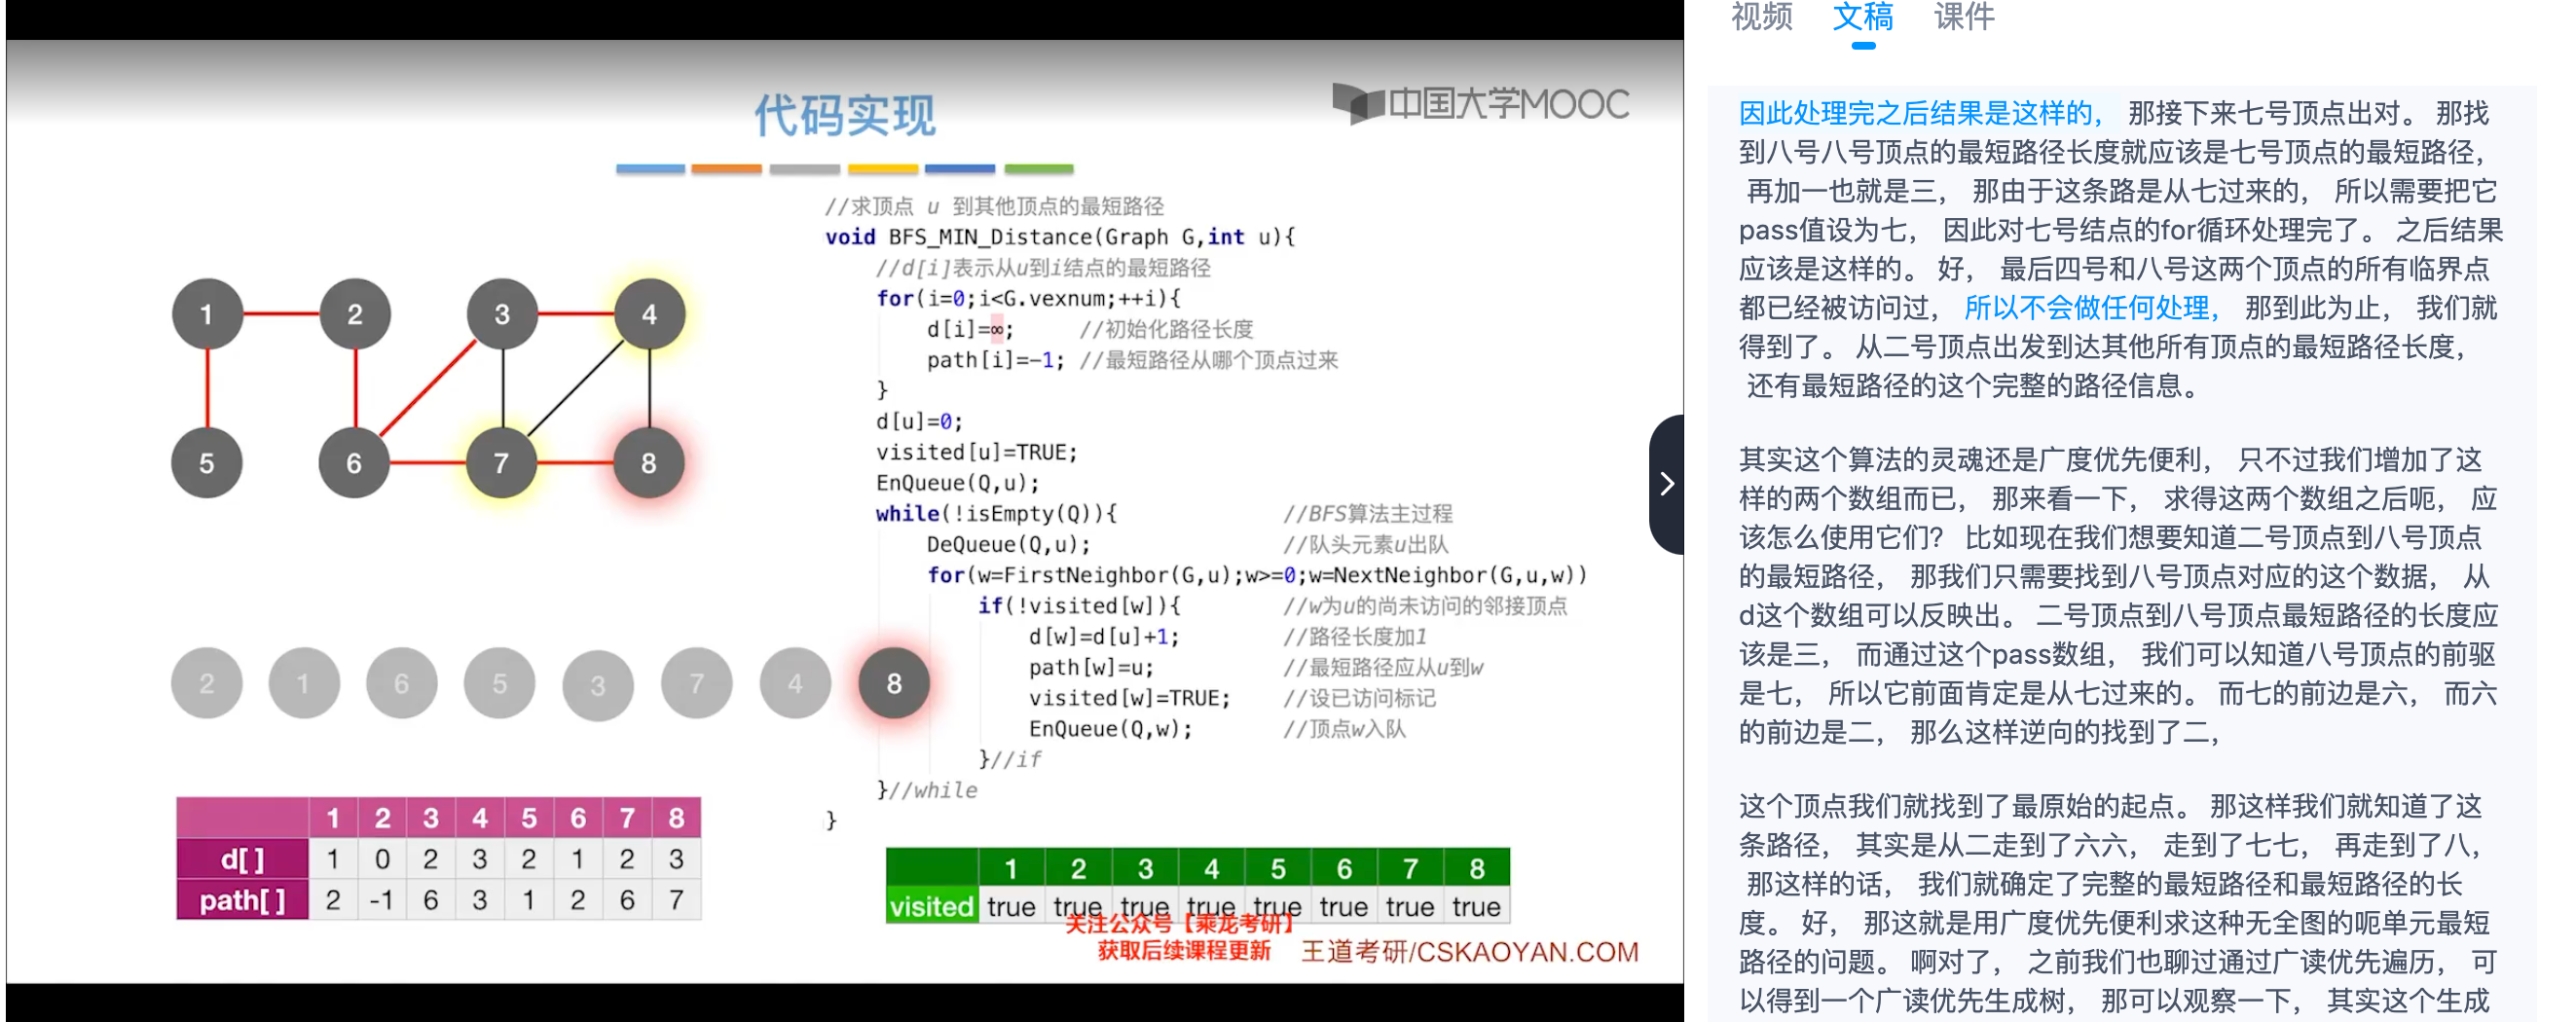 代码实现
中国大学MOOC
//求顶点 u 到其他顶点的最短路径
void BFS_MIN_Distance(Graph G,int u){
//d[i]表示从u到i结点的最短路径
for(i=0;i<G.vexnum;++i){
d[i]=∞; //初始化路径长度
path[i]=-1; //最短路径从哪个顶点过来
}
d[u]=0;
visited[u]=TRUE;
EnQueue(Q,u);
while(!isEmpty(Q)){ //BFS算法主过程
DeQueue(Q,u); //队头元素u出队
for(w=FirstNeighbor(G,u);w>=0;w=NextNeighbor(G,u,w))
if(!visited[w]){ //w为u的尚未访问的邻接顶点
d[w]=d[u]+1; //路径长度加1
path[w]=u; //最短路径应从u到w
visited[w]=TRUE; //设已访问标记
EnQueue(Q,w); //顶点w入队
}//if
}//while
}
1 2 3 4
5 6 7 8
2 1 6 5 3 7 4 8
1 2 3 4 5 6 7 8
d[ ] 1 0 2 3 2 1 2 3
path[ ] 2 -1 6 3 1 2 6 7
1 2 3 4 5 6 7 8
visited true true true true true true true true
关注公众号【乘龙考研】
获取后续课程更新
王道考研/CSKAOYAN.COM
视频 文稿 课件
因此处理完之后结果是这样的， 那接下来七号顶点出对。 那找
到八号八号顶点的最短路径长度就应该是七号顶点的最短路径，
再加一也就是三， 那由于这条路是从七过来的， 所以需要把它
pass值设为七， 因此对七号结点的for循环处理完了。 之后结果
应该是这样的。 好， 最后四号和八号这两个顶点的所有临界点
都已经被访问过， 所以不会做任何处理， 那到此为止， 我们就
得到了。 从二号顶点出发到达其他所有顶点的最短路径长度，
还有最短路径的这个完整的路径信息。
其实这个算法的灵魂还是广度优先便利， 只不过我们增加了这
样的两个数组而已， 那来看一下， 求得这两个数组之后呃， 应
该怎么使用它们？ 比如现在我们想要知道二号顶点到八号顶点
的最短路径， 那我们只需要找到八号顶点对应的这个数据， 从
d这个数组可以反映出。 二号顶点到八号顶点最短路径的长度应
该是三， 而通过这个pass数组， 我们可以知道八号顶点的前驱
是七， 所以它前面肯定是从七过来的。 而七的前边是六， 而六
的前边是二， 那么这样逆向的找到了二，
这个顶点我们就找到了最原始的起点。 那这样我们就知道了这
条路径， 其实是从二走到了六六， 走到了七七， 再走到了八，
那这样的话， 我们就确定了完整的最短路径和最短路径的长
度。 好， 那这就是用广度优先便利求这种无全图的呃单元最短
路径的问题。 啊对了， 之前我们也聊过通过广读优先遍历， 可
以得到一个广读优先生成树， 那可以观察一下， 其实这个生成